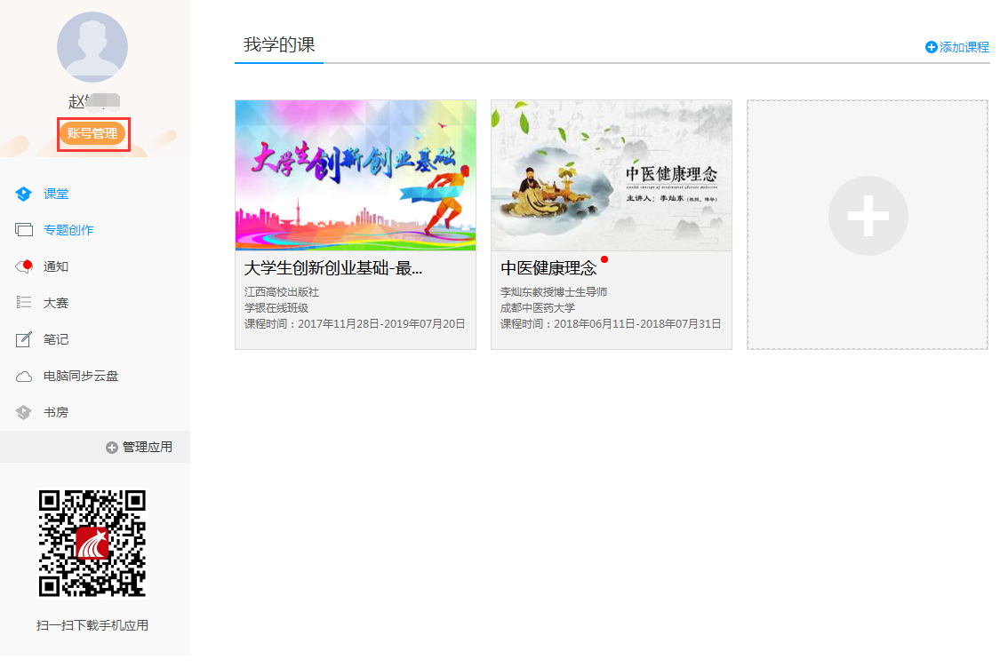 赵
账号管理
课堂
专题创作
通知
大赛
笔记
电脑同步云盘
书房
管理应用
扫一扫下载手机应用
我学的课
添加课程
大学生创新创业基础
大学生创新创业基础-最...
江西高校出版社
学银在线班级
课程时间：2017年11月28日-2019年07月20日
中医健康理念
主讲人：李灿东（教授，博导）
中医健康理念
李灿东教授博士生导师
成都中医药大学
课程时间：2018年06月11日-2018年07月31日